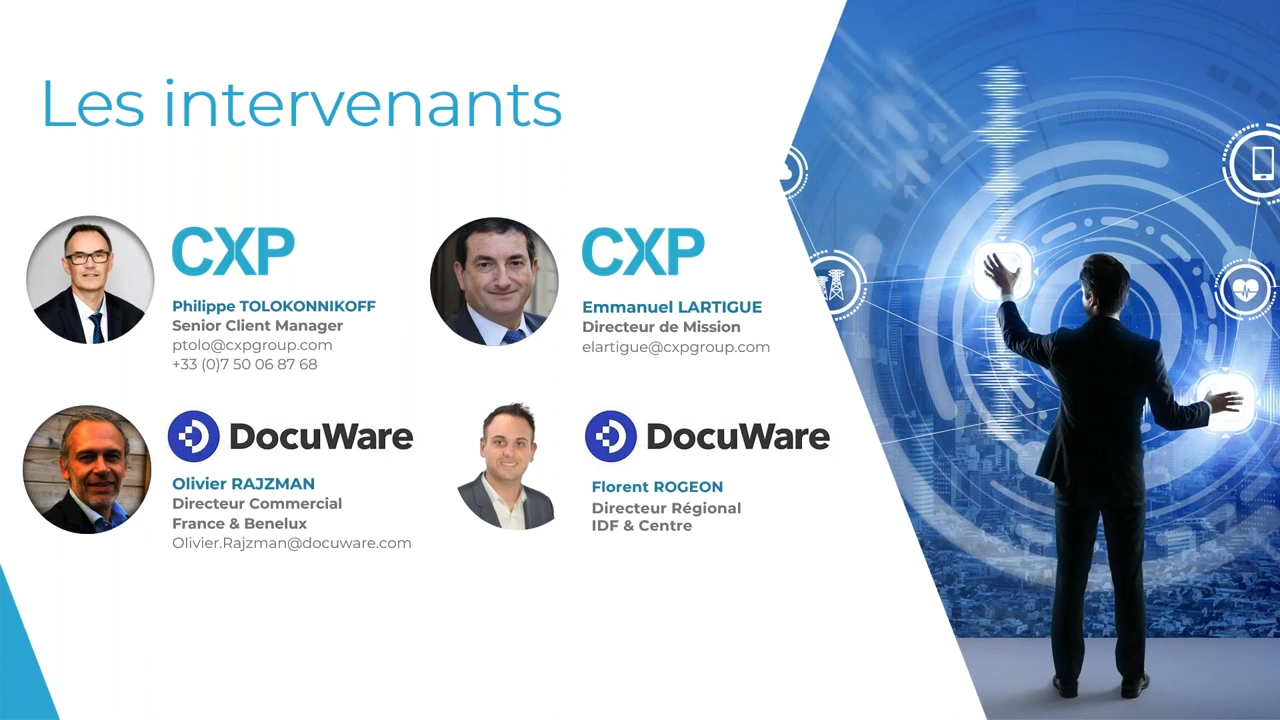 Les intervenants
CXP
Philippe TOLOKONNIKOFF
Senior Client Manager
ptolo@cxpgroup.com
+33 (0)7 50 06 87 68
CXP
Emmanuel LARTIGUE
Directeur de Mission
elartigue@cxpgroup.com
DocuWare
Olivier RAJZMAN
Directeur Commercial
France & Benelux
Olivier.Rajzman@docuware.com
DocuWare
Florent ROGEON
Directeur Régional
IDF & Centre